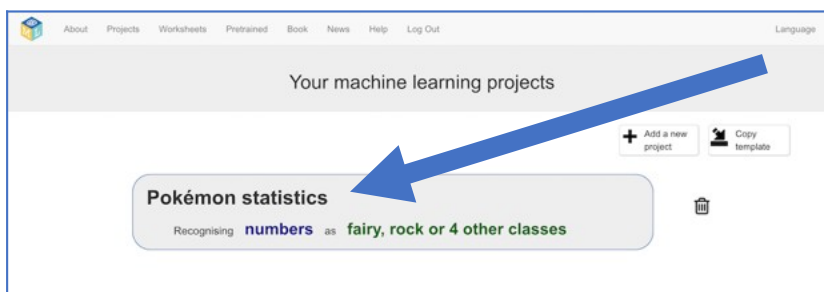 About Projects Worksheets Pretrained Book News Help Log Out Language
Your machine learning projects
Add a new project
Copy template
Pokémon statistics
Recognising numbers as fairy, rock or 4 other classes